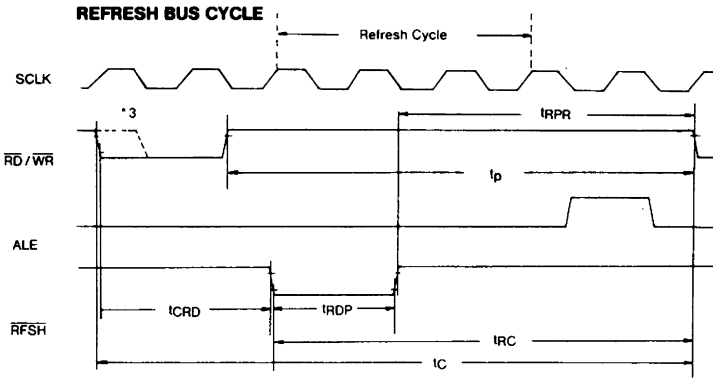 REFRESH BUS CYCLE
Refresh Cycle
SCLK
*3
tRPR
RD / WR
tp
ALE
tCRD
tRDP
RFSH
tRC
tC